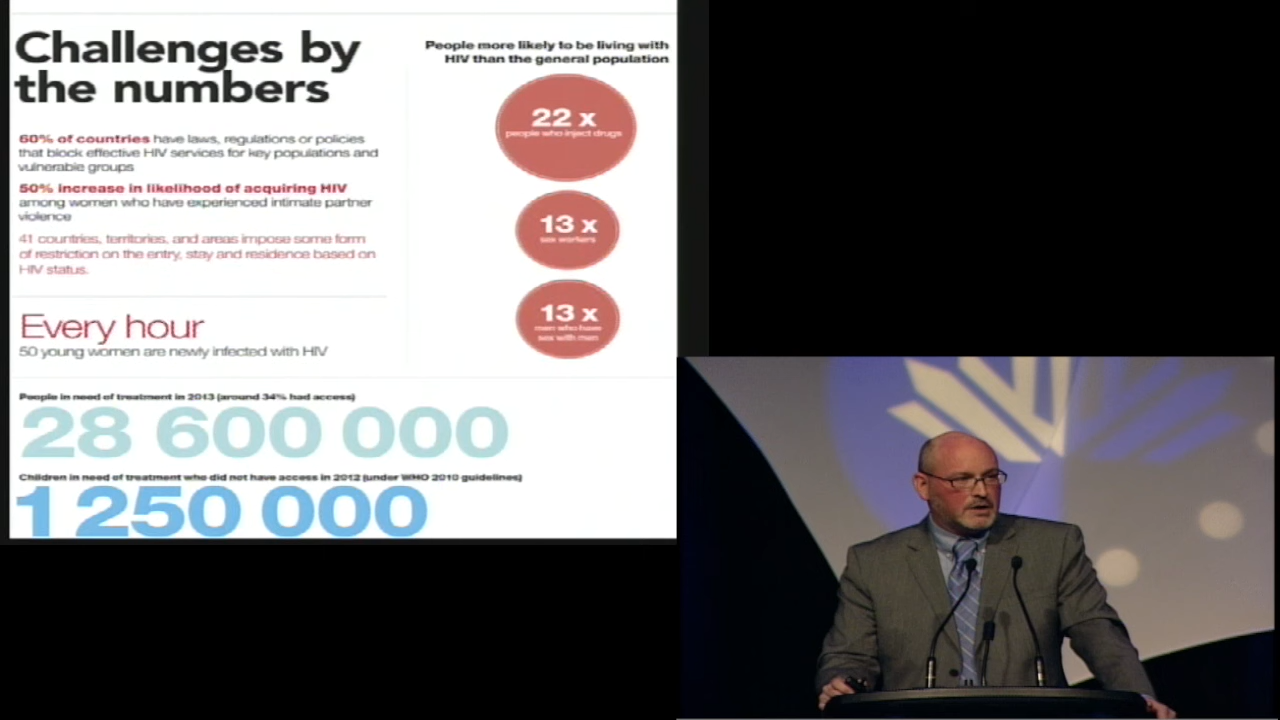 Challenges by
the numbers
60% of countries have laws, regulations or policies
that block effective HIV services for key populations and
vulnerable groups
50% increase in likelihood of acquiring HIV
among women who have experienced intimate partner
violence
41 countries, territories, and areas impose some form
of restriction on the entry, stay and residence based on
HIV status.
Every hour
50 young women are newly infected with HIV
People more likely to be living with
HIV than the general population
22 x
people who inject drugs
13 x
sex workers
13 x
men who have
sex with men
People in need of treatment in 2013 (around 34% had access)
28 600 000
Children in need of treatment who did not have access in 2012 (under WHO 2010 guidelines)
1 250 000